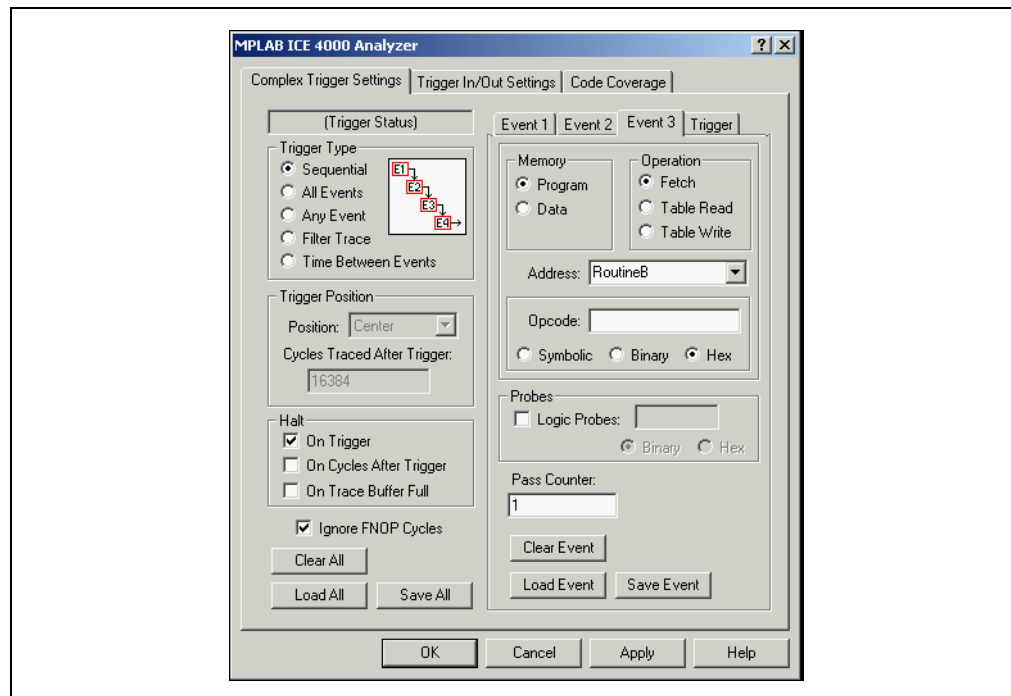 MPLAB ICE 4000 Analyzer
Complex Trigger Settings Trigger In/Out Settings Code Coverage
(Trigger Status)
Trigger Type
Sequential
All Events
Any Event
Filter Trace
Time Between Events
E1
E2
E3
E4
Trigger Position
Position: Center
Cycles Traced After Trigger:
16384
Halt
On Trigger
On Cycles After Trigger
On Trace Buffer Full
Ignore FNOP Cycles
Clear All
Load All Save All
Event 1 Event 2 Event 3 Trigger
Memory
Program
Data
Operation
Fetch
Table Read
Table Write
Address: RoutineB
Opcode:
Symbolic Binary Hex
Probes
Logic Probes:
Binary Hex
Pass Counter:
1
Clear Event
Load Event Save Event
OK Cancel Apply Help